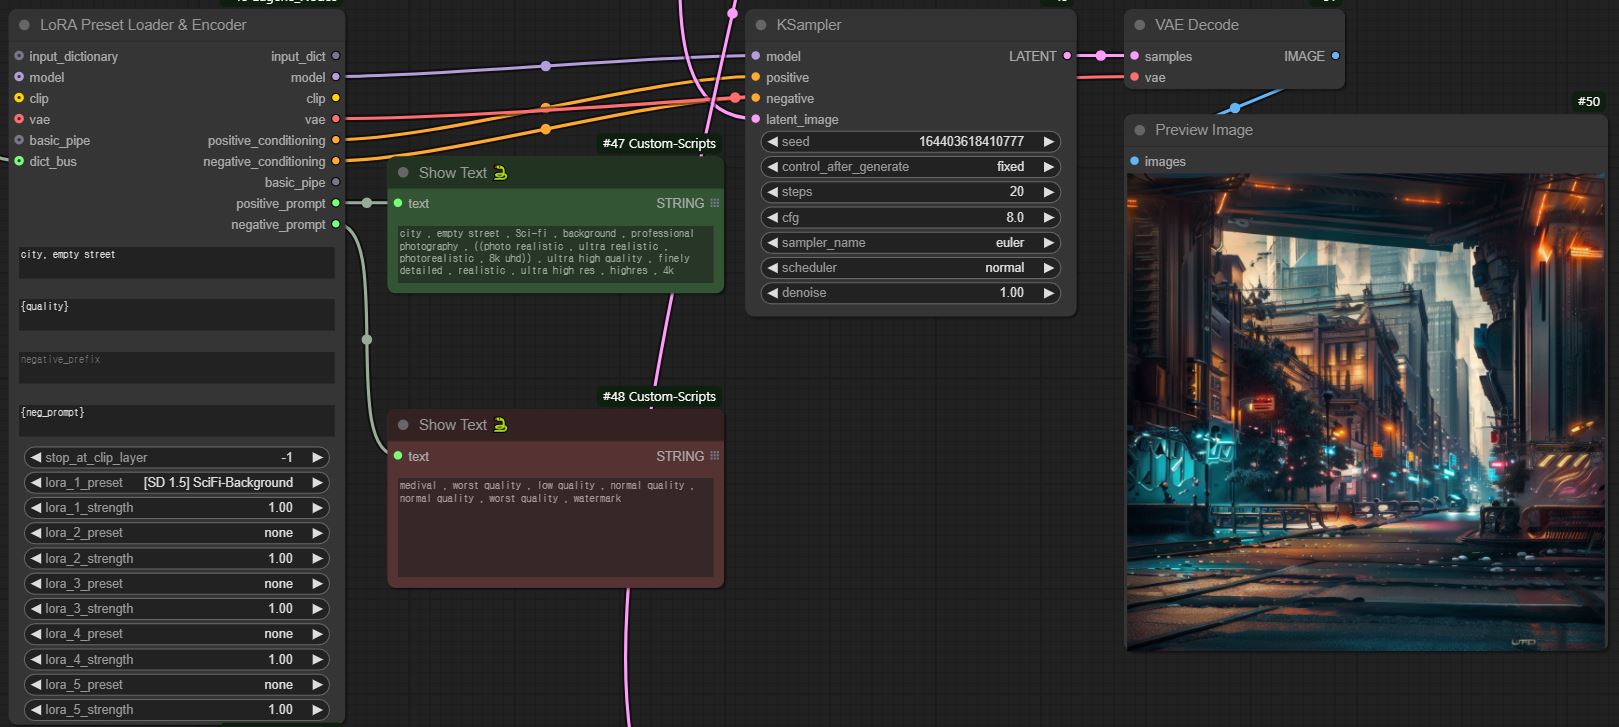 LoRA Preset Loader & Encoder
input_dictionary
input_dict
model
model
clip
clip
vae
vae
basic_pipe
positive_conditioning
dict_bus
negative_conditioning
basic_pipe
positive_prompt
negative_prompt
city, empty street
{quality}
negative_prefix
{neg_prompt}
stop_at_clip_layer -1
lora_1_preset [SD 1.5] SciFi-Background
lora_1_strength 1.00
lora_2_preset none
lora_2_strength 1.00
lora_3_preset none
lora_3_strength 1.00
lora_4_preset none
lora_4_strength 1.00
lora_5_preset none
lora_5_strength 1.00
#47 Custom-Scripts
Show Text
text STRING
city , empty street , Sci-fi , background , professional
photography , ((photo realistic , ultra realistic ,
photorealistic , 8k uhd)) , ultra high quality , finely
detailed , realistic , ultra high res , highres , 4k
#48 Custom-Scripts
Show Text
text STRING
medival , worst quality , low quality , normal quality ,
normal quality , worst quality , watermark
KSampler
model LATENT
positive
negative
latent_image
seed 164403618410777
control_after_generate fixed
steps 20
cfg 8.0
sampler_name euler
scheduler normal
denoise 1.00
VAE Decode
samples IMAGE
vae
#50
Preview Image
images